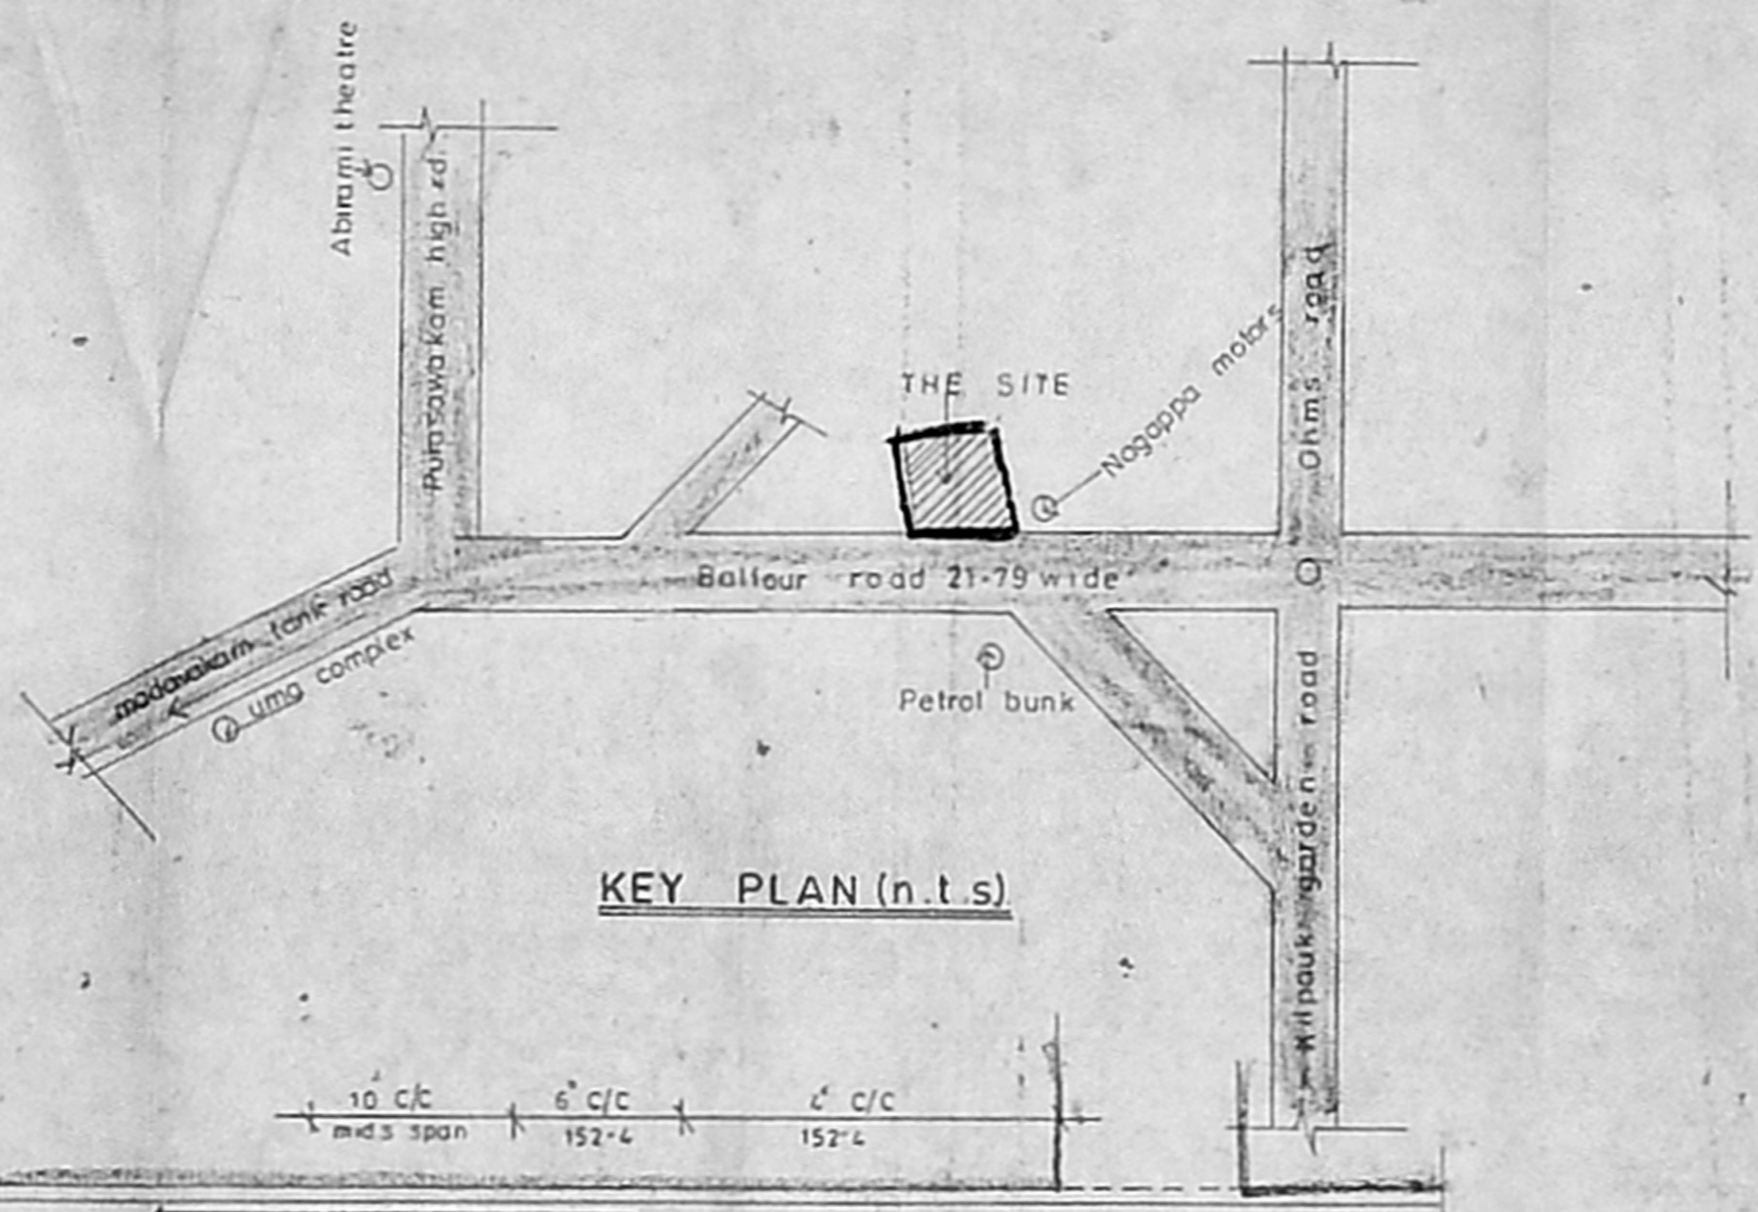 Abirami theatre
Purasawakam high rd.
THE SITE
Nagappa motors
Ohms road
Balfour road 21-79 wide
madavakam tank road
uma complex
Petrol bunk
Kilpauk garden road
KEY PLAN (n.t.s)
10" C/C
6" C/C
4" C/C
mids span
152-4
152-4